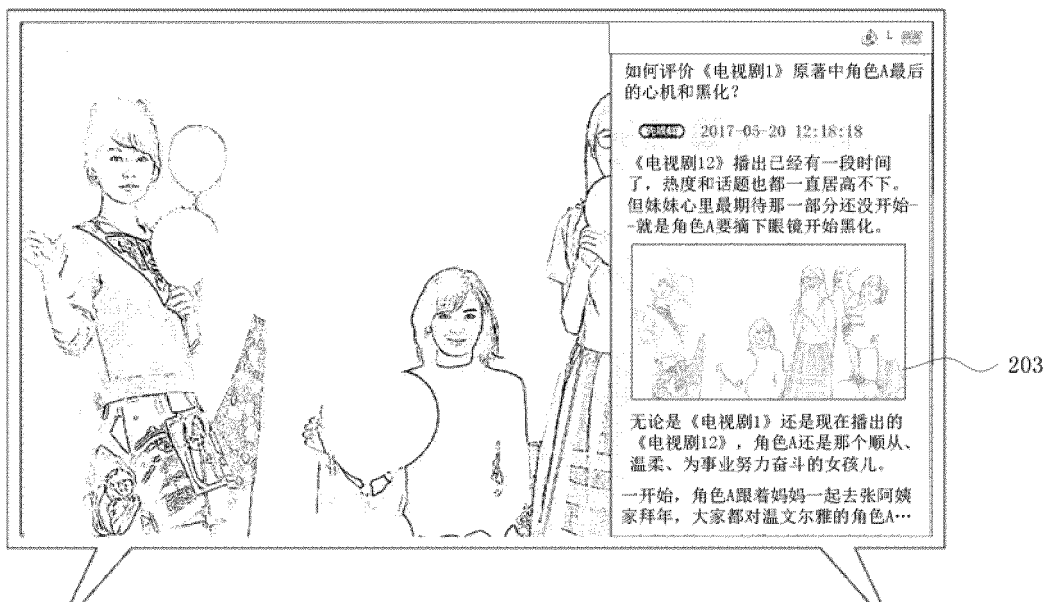 L
如何评价《电视剧1》原著中角色A最后
的心机和黑化？
2017-05-20 12:18:18
《电视剧12》播出已经有一段时间
了，热度和话题也都一直居高不下。
但妹妹心里最期待那一部分还没开始-
-就是角色A要摘下眼镜开始黑化。
203
无论是《电视剧1》还是现在播出的
《电视剧12》，角色A还是那个顺从、
温柔、为事业努力奋斗的女孩儿。
一开始，角色A跟着妈妈一起去张阿姨
家拜年，大家都对温文尔雅的角色A…